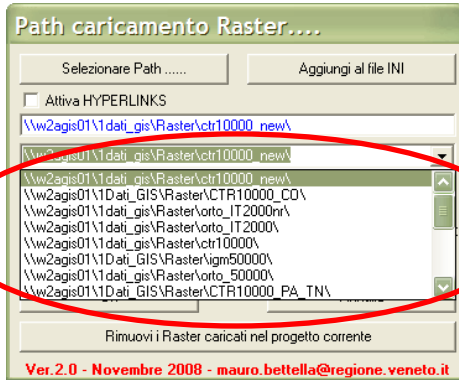 Path caricamento Raster....
Selezionare Path ...... Aggiungi al file INI
Attiva HYPERLINKS
\\w2agis01\1dati_gis\Raster\ctr10000_new\
\\w2agis01\1dati_gis\Raster\ctr10000_new\
\\w2agis01\1dati_gis\Raster\ctr10000_new\
\\w2agis01\1Dati_GIS\Raster\CTR10000_CO\
\\w2agis01\1dati_gis\Raster\orto_IT2000nr\
\\w2agis01\1dati_gis\Raster\orto_IT2000\
\\w2agis01\1dati_gis\Raster\ctr10000\
\\w2agis01\1Dati_GIS\Raster\igm50000\
\\w2agis01\1dati_gis\Raster\orto_50000\
\\w2agis01\1Dati_GIS\Raster\CTR10000_PA_TN\
Rimuovi i Raster caricati nel progetto corrente
Ver.2.0 - Novembre 2008 - mauro.bettella@regione.veneto.it